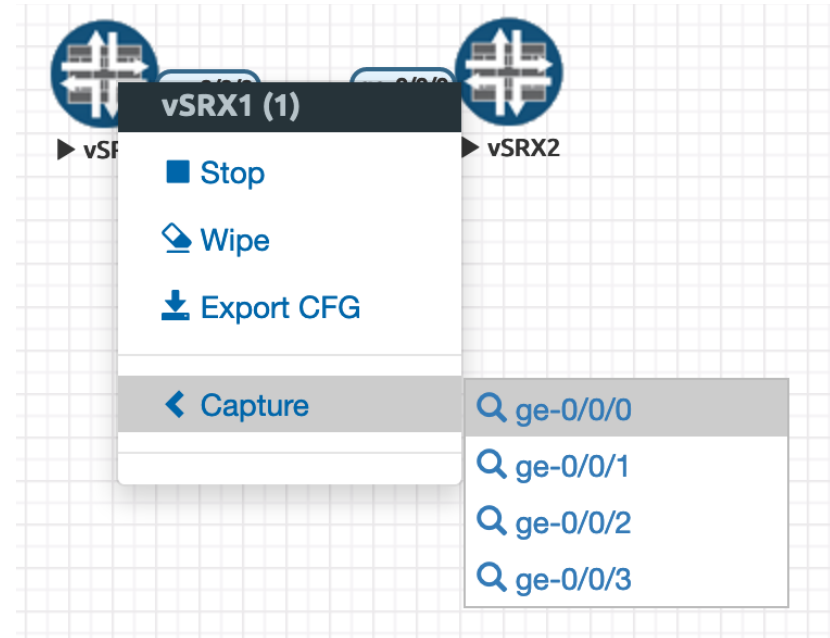 vSRX1 (1)
vSRX2
Stop
Wipe
Export CFG
Capture
ge-0/0/0
ge-0/0/1
ge-0/0/2
ge-0/0/3